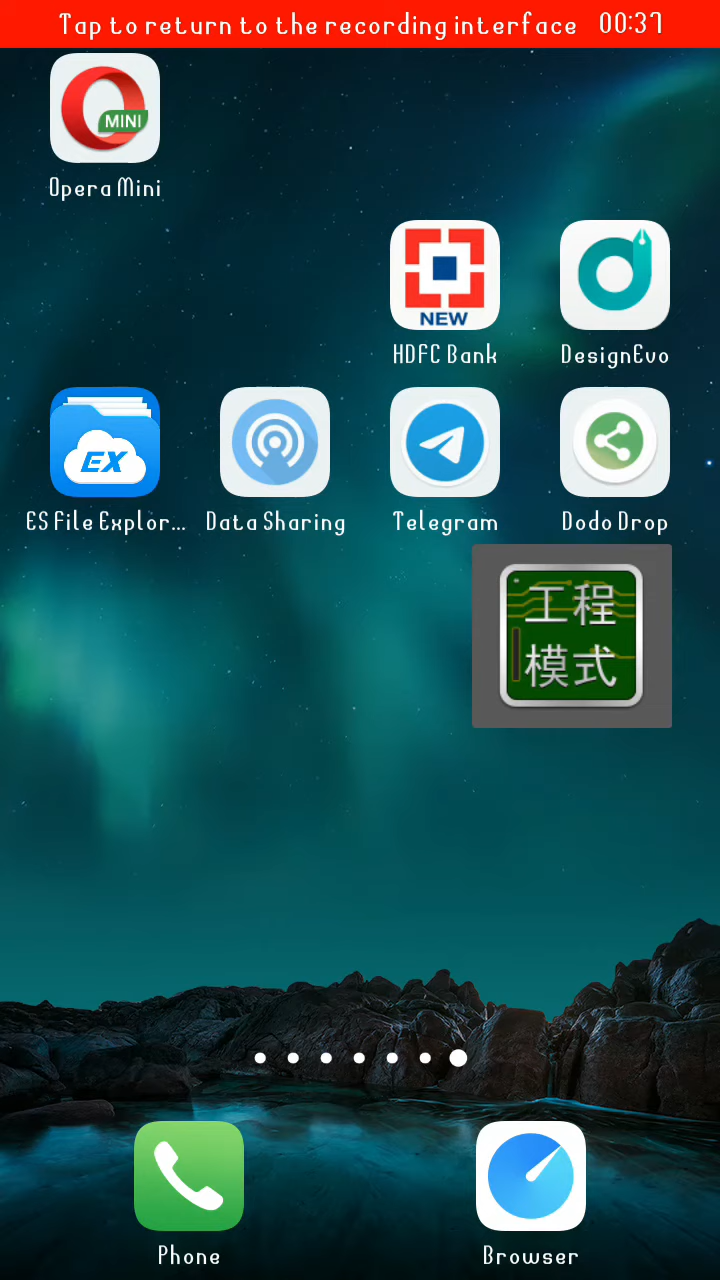 Tap to return to the recording interface 00:37
MINI
Opera Mini
NEW
HDFC Bank DesignEvo
EX
ES File Explor... Data Sharing Telegram Dodo Drop
工程
模式
Phone Browser